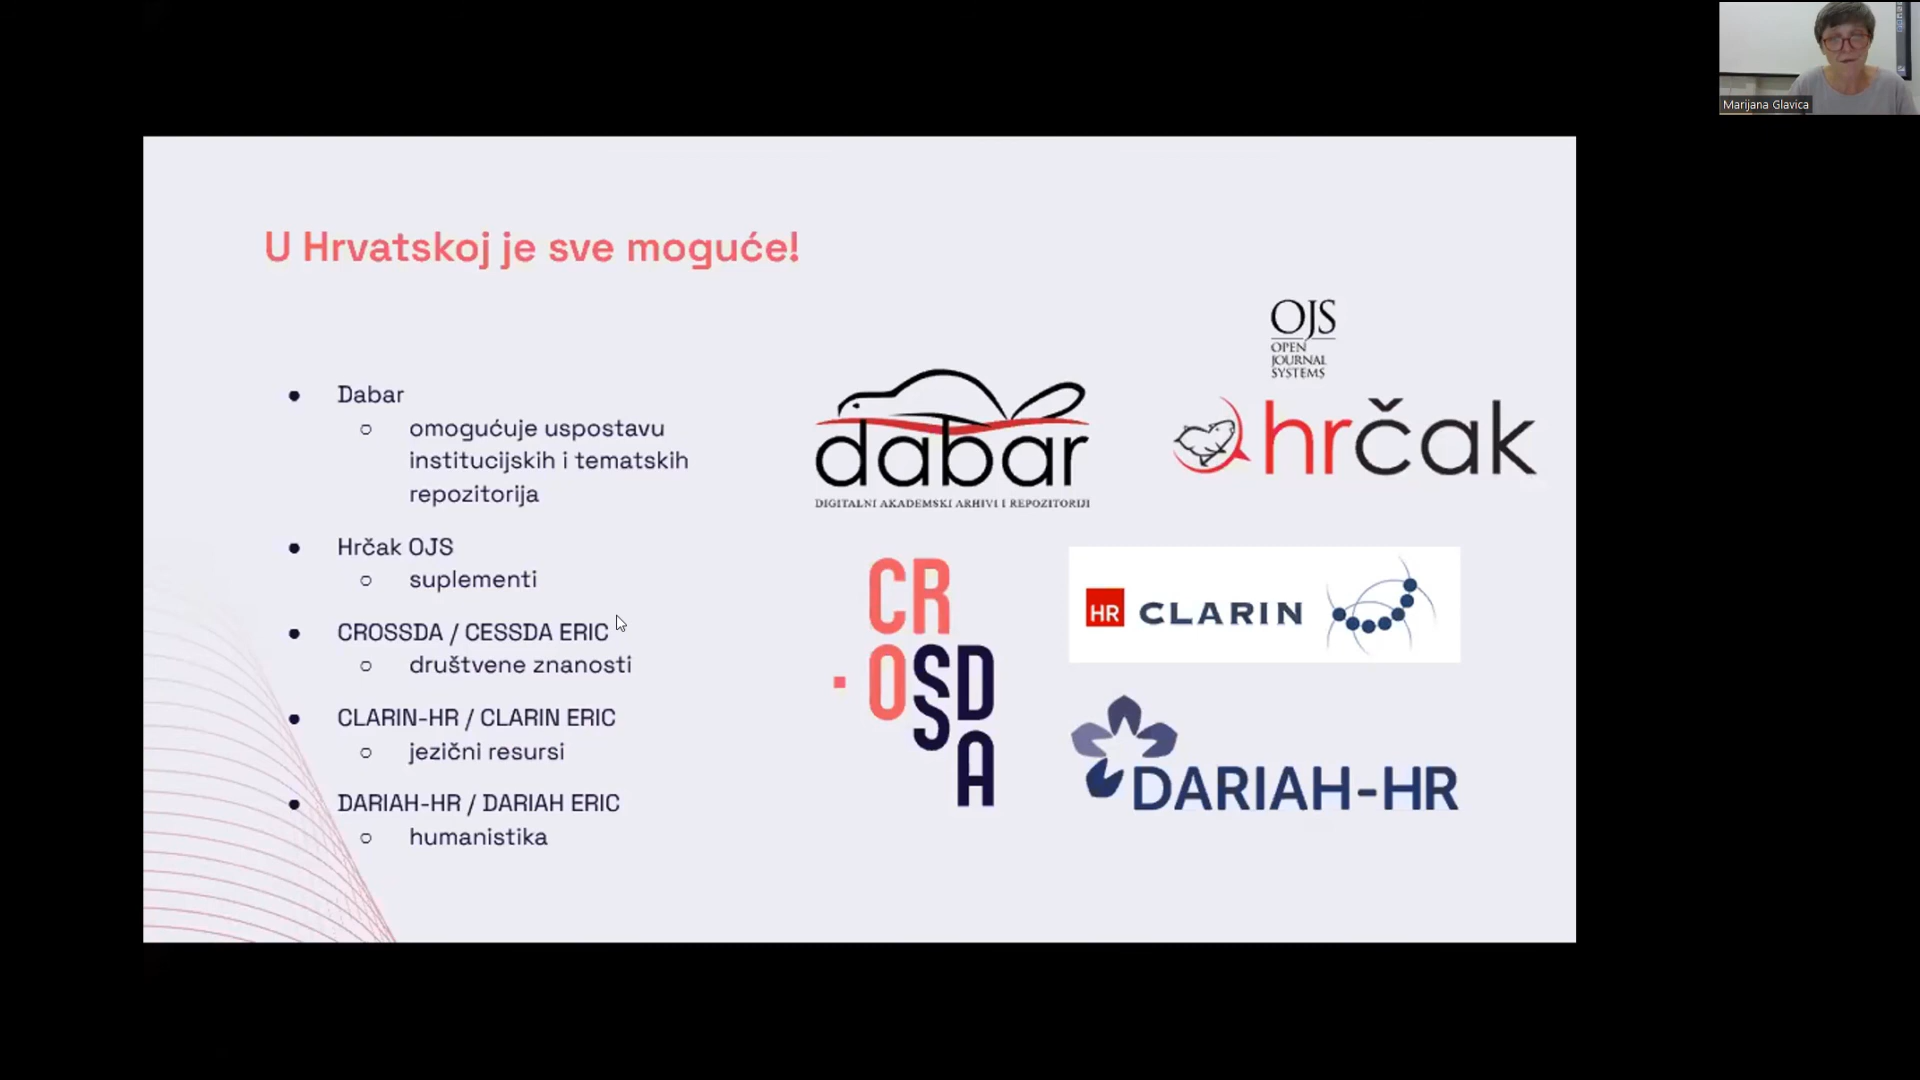 Marijana Glavica
U Hrvatskoj je sve moguće!
Dabar
omogućuje uspostavu
institucijskih i tematskih
repozitorija
Hrčak OJS
suplementi
CROSSDA / CESSDA ERIC
društvene znanosti
CLARIN-HR / CLARIN ERIC
jezični resursi
DARIAH-HR / DARIAH ERIC
humanistika
dabar
DIGITALNI AKADEMSKI ARHIVI I REPOZITORIJI
OJS
OPEN
JOURNAL
SYSTEMS
hrčak
CR
OSD
S
A
HR CLARIN
DARIAH-HR